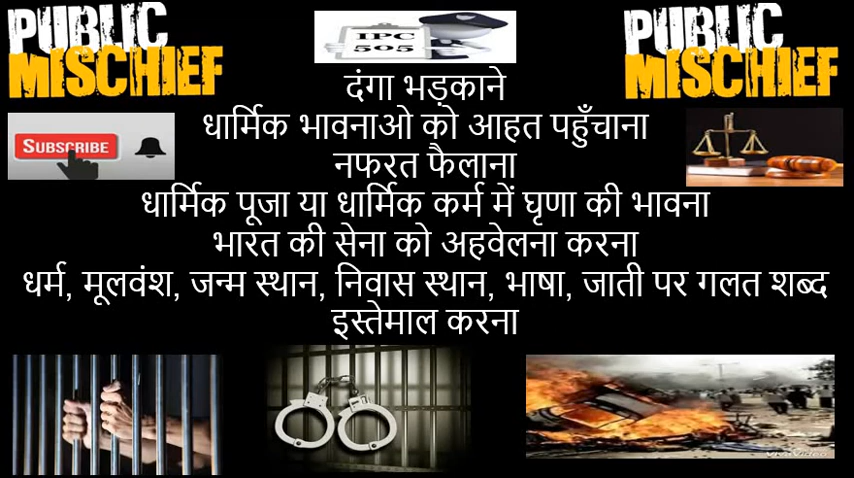 PUBLIC
MISCHIEF
IPC
505
PUBLIC
MISCHIEF
दंगा भड़काने
SUBSCRIBE
धार्मिक भावनाओ को आहत पहुँचाना
नफरत फैलाना
धार्मिक पूजा या धार्मिक कर्म में घृणा की भावना
भारत की सेना को अहवेलना करना
धर्म, मूलवंश, जन्म स्थान, निवास स्थान, भाषा, जाती पर गलत शब्द
इस्तेमाल करना
VivaVideo